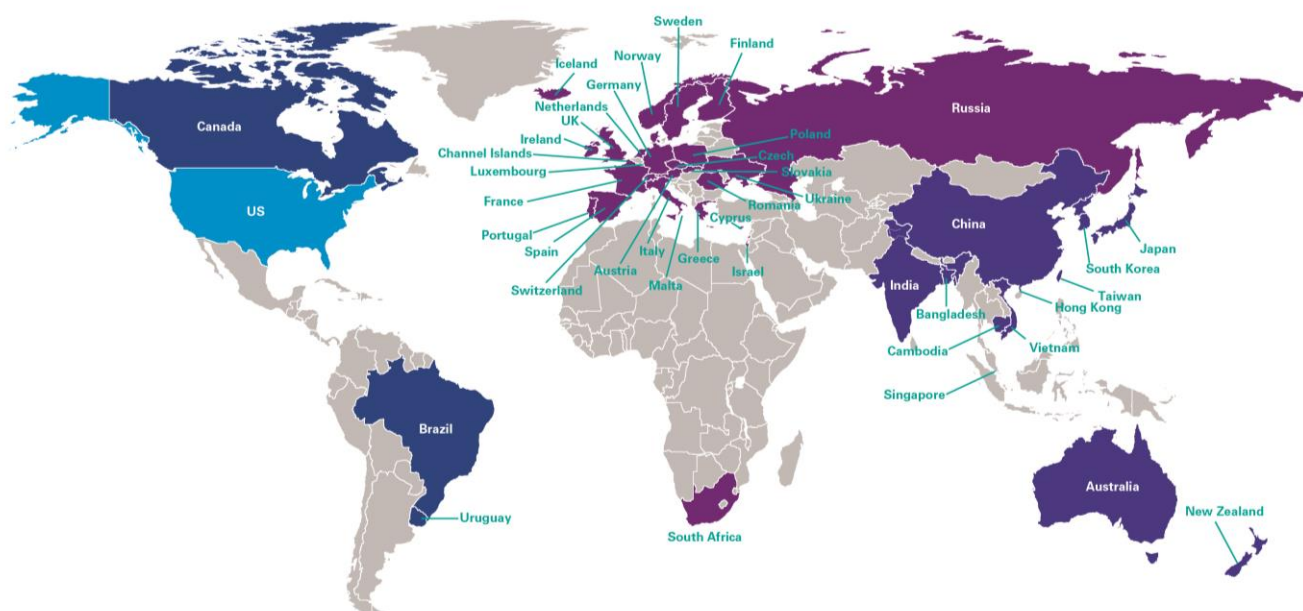 Sweden
Norway
Finland
Iceland
Germany
Netherlands
UK
Ireland
Channel Islands
Luxembourg
France
Portugal
Spain
Switzerland
Austria
Italy
Malta
Greece
Cyprus
Israel
Romania
Ukraine
Slovakia
Czech
Poland
Russia
Canada
US
Brazil
Uruguay
South Africa
China
Japan
South Korea
Taiwan
Hong Kong
India
Bangladesh
Cambodia
Vietnam
Singapore
Australia
New Zealand